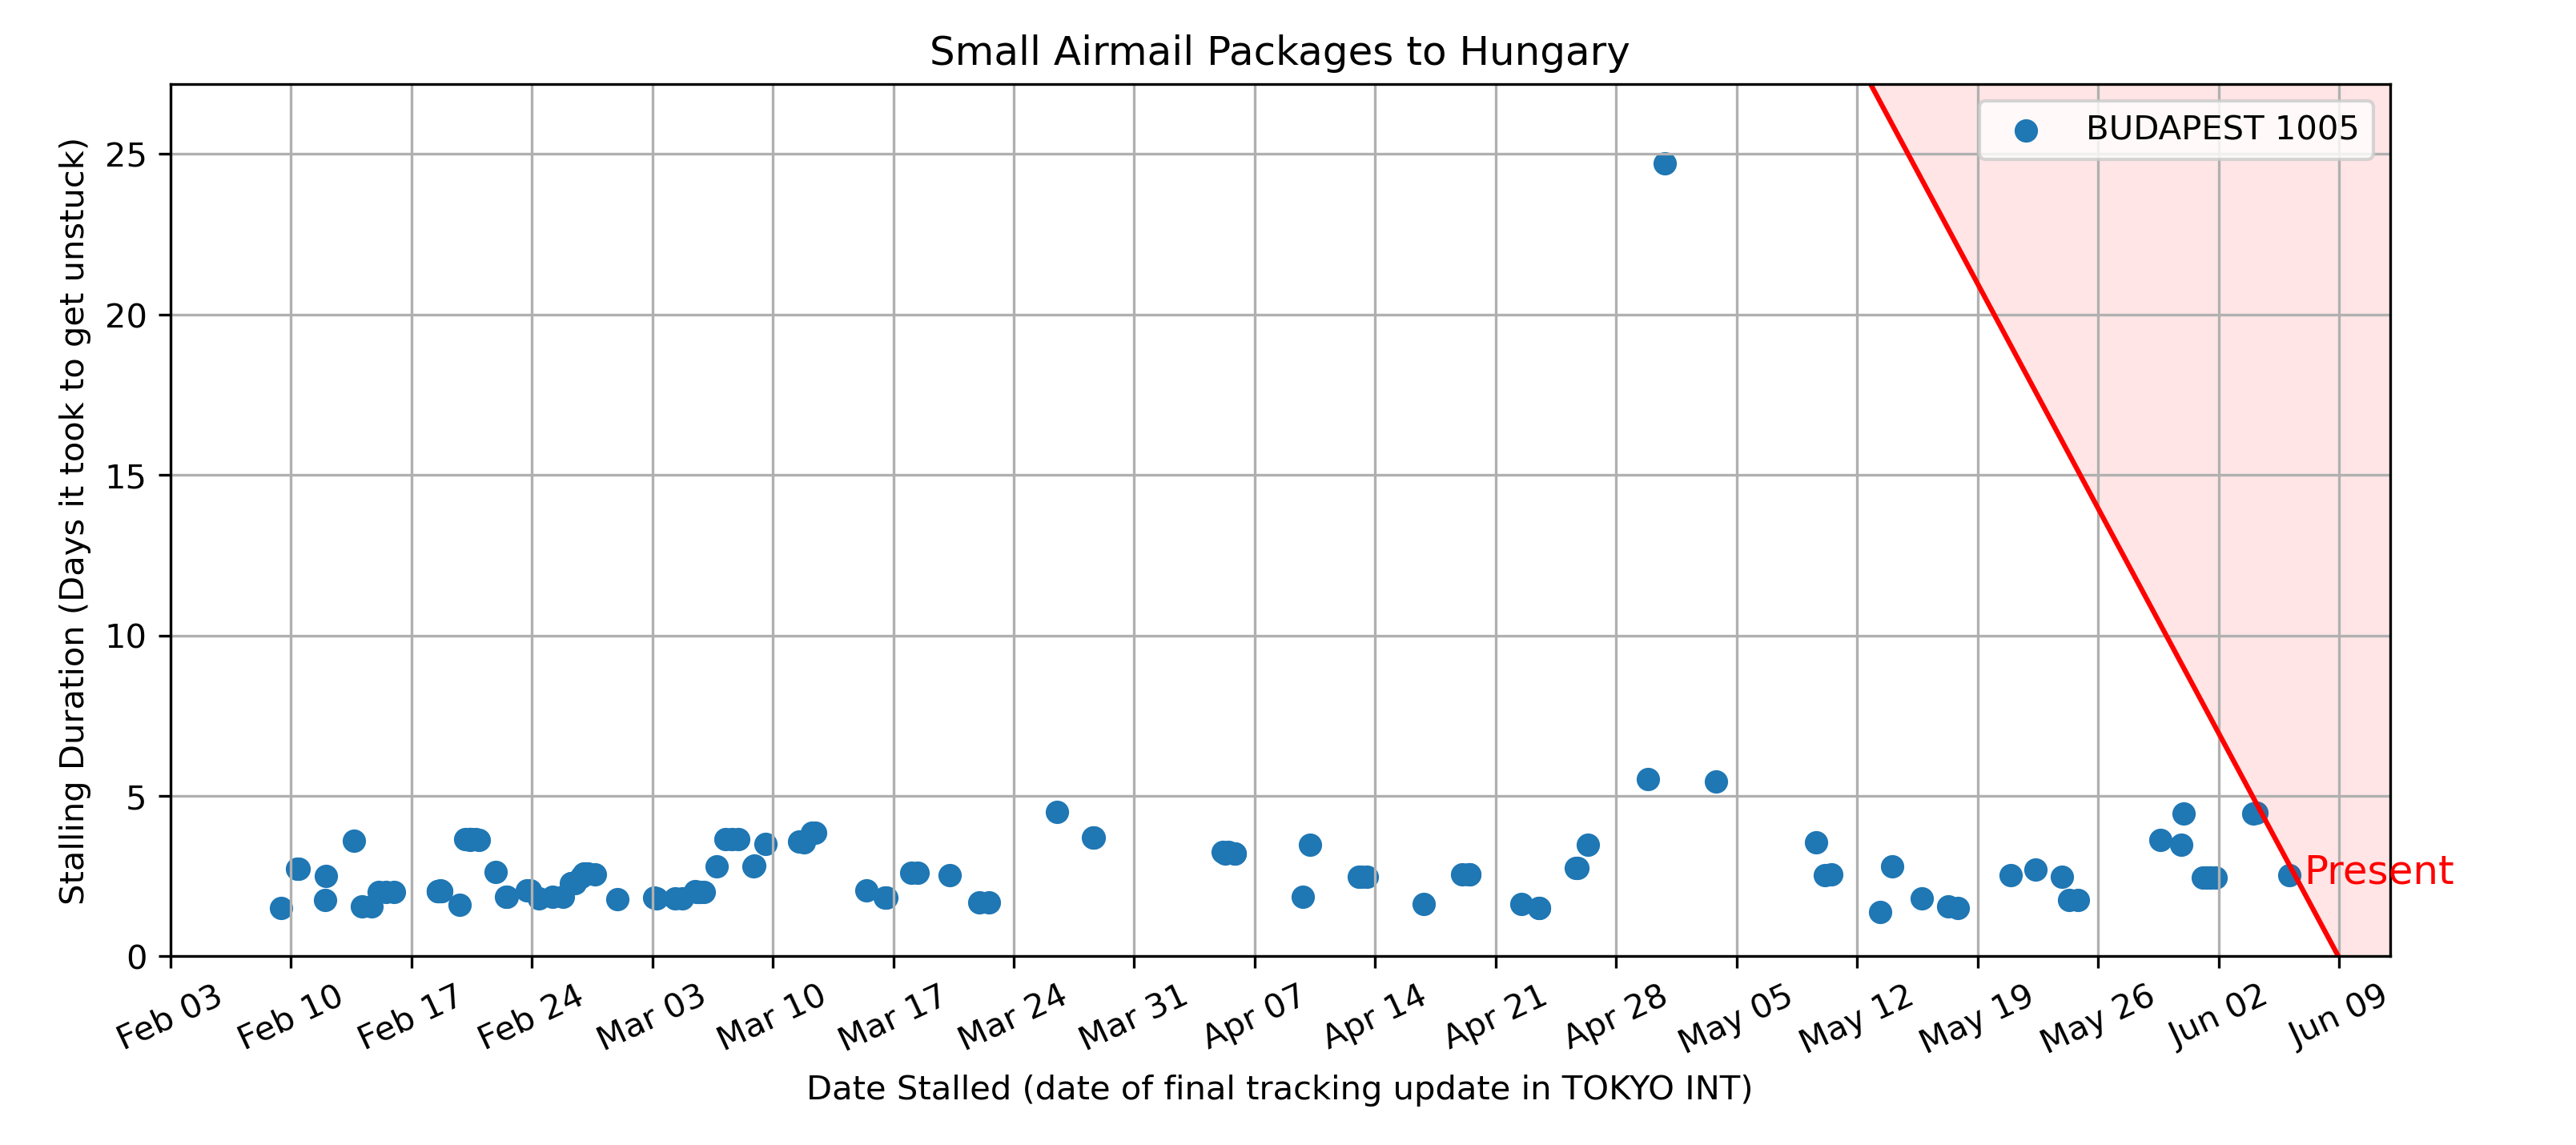 Small Airmail Packages to Hungary
BUDAPEST 1005
Stalling Duration (Days it took to get unstuck)
25
20
15
10
5
0
Present
Feb 03
Feb 10
Feb 17
Feb 24
Mar 03
Mar 10
Mar 17
Mar 24
Mar 31
Apr 07
Apr 14
Apr 21
Apr 28
May 05
May 12
May 19
May 26
Jun 02
Jun 09
Date Stalled (date of final tracking update in TOKYO INT)